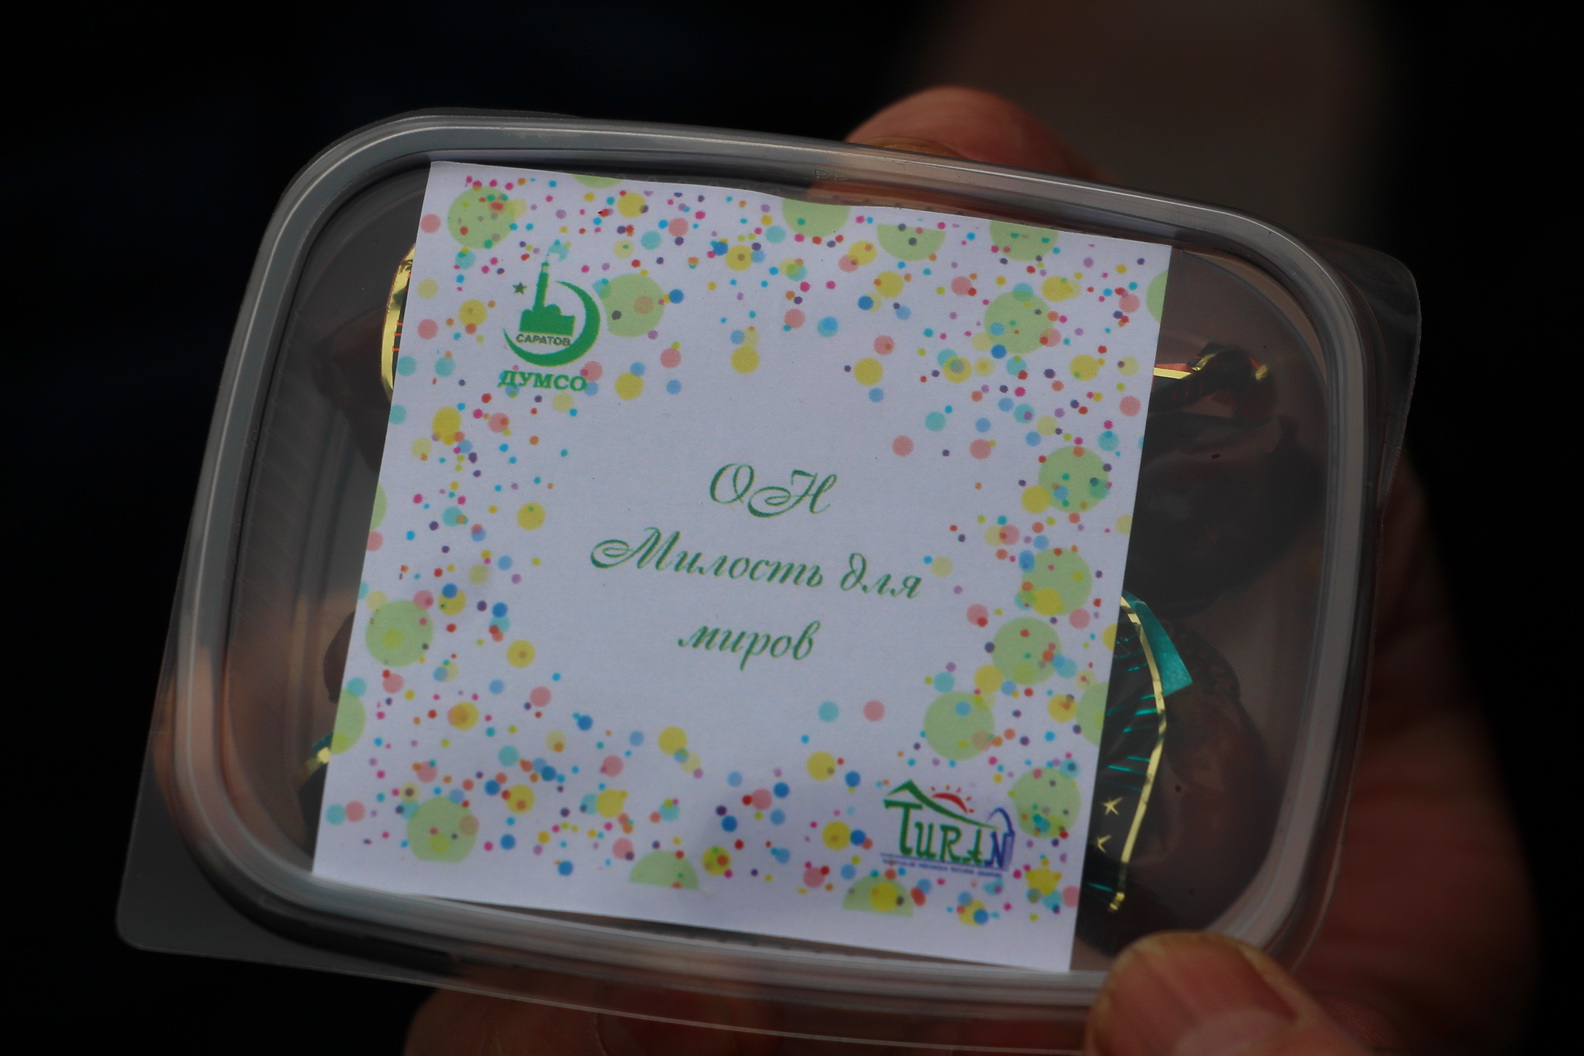 САРАТОВ
ДУМСО
ОН
Милость для
миров
TURAN